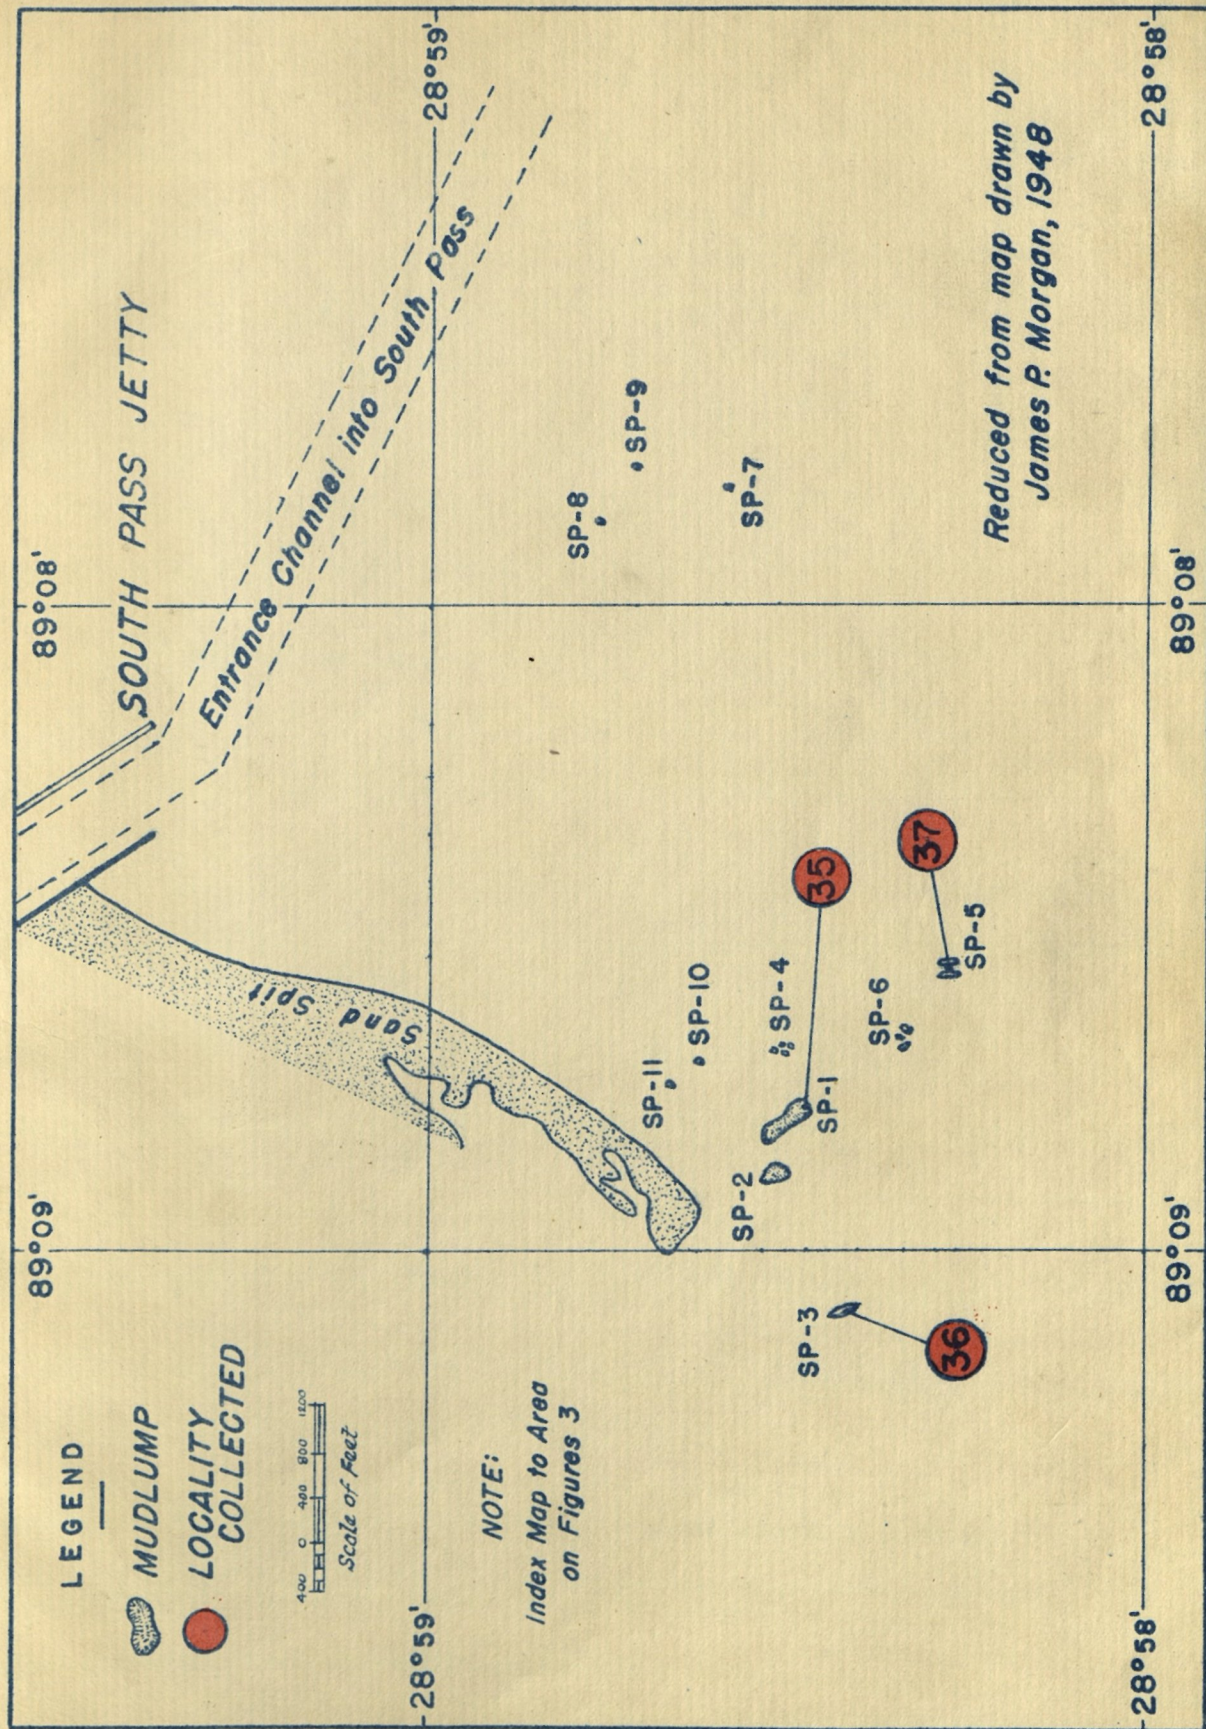 LEGEND
MUDLUMP
LOCALITY
COLLECTED
400 0 400 800 1200
Scale of Feet
NOTE:
Index Map to Area
on Figures 3
89°09'
89°08'
SOUTH PASS JETTY
Entrance Channel into South Pass
Sand Spit
28°59'
28°59'
SP-8
SP-9
SP-7
SP-11
SP-10
SP-4
SP-2
SP-1
35
SP-3
36
SP-6
SP-5
37
28°58'
28°58'
89°09'
89°08'
Reduced from map drawn by
James P. Morgan, 1948